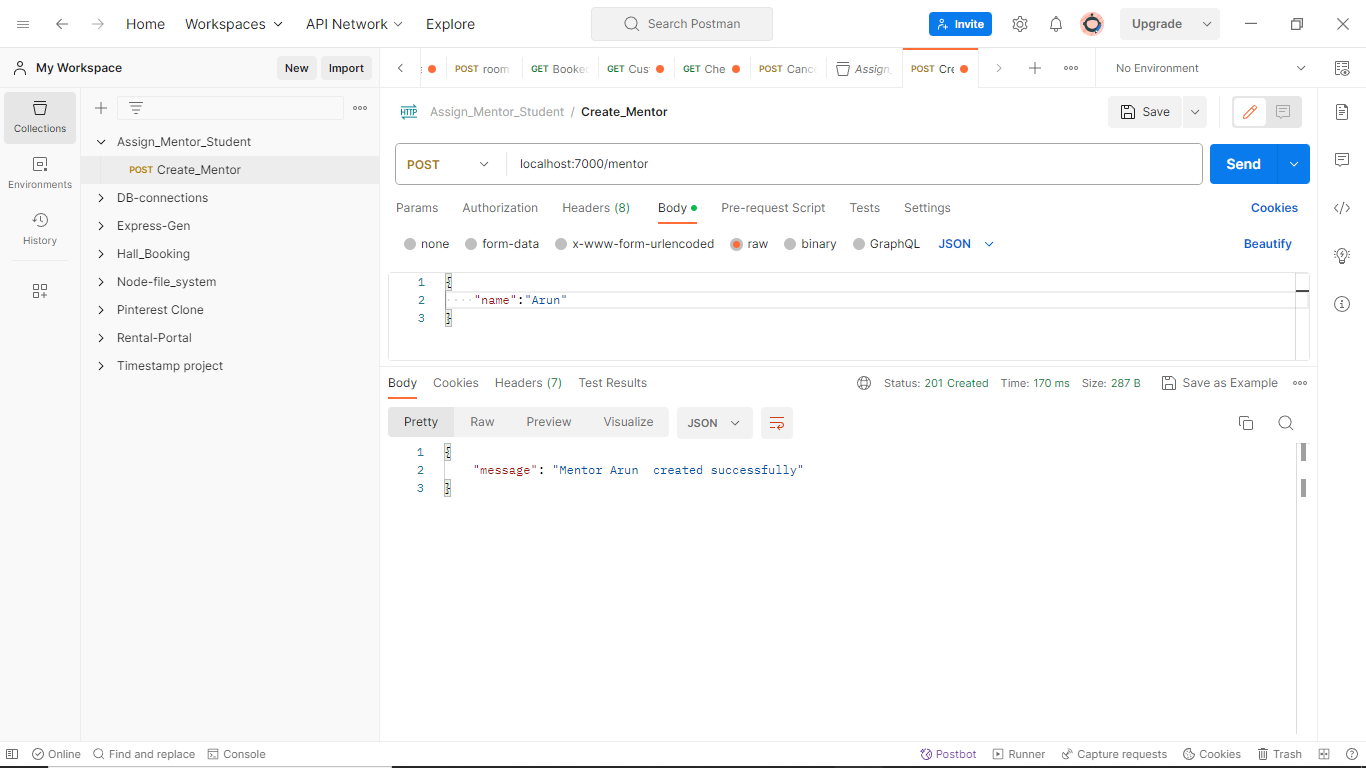 Home Workspaces API Network Explore Search Postman Invite Upgrade
My Workspace New Import POST room GET Booke GET Cus GET Che POST Canc Assign_ POST Cre No Environment
Collections
Environments
History
Assign_Mentor_Student
POST Create_Mentor
DB-connections
Express-Gen
Hall_Booking
Node-file_system
Pinterest Clone
Rental-Portal
Timestamp project
HTTP Assign_Mentor_Student / Create_Mentor Save
POST localhost:7000/mentor Send
Params Authorization Headers (8) Body Pre-request Script Tests Settings Cookies
none form-data x-www-form-urlencoded raw binary GraphQL JSON Beautify
1 {
2 "name":"Arun"
3 }
Body Cookies Headers (7) Test Results Status: 201 Created Time: 170 ms Size: 287 B Save as Example
Pretty Raw Preview Visualize JSON
1 {
2 "message": "Mentor Arun  created successfully"
3 }
Online Find and replace Console Postbot Runner Capture requests Cookies Trash